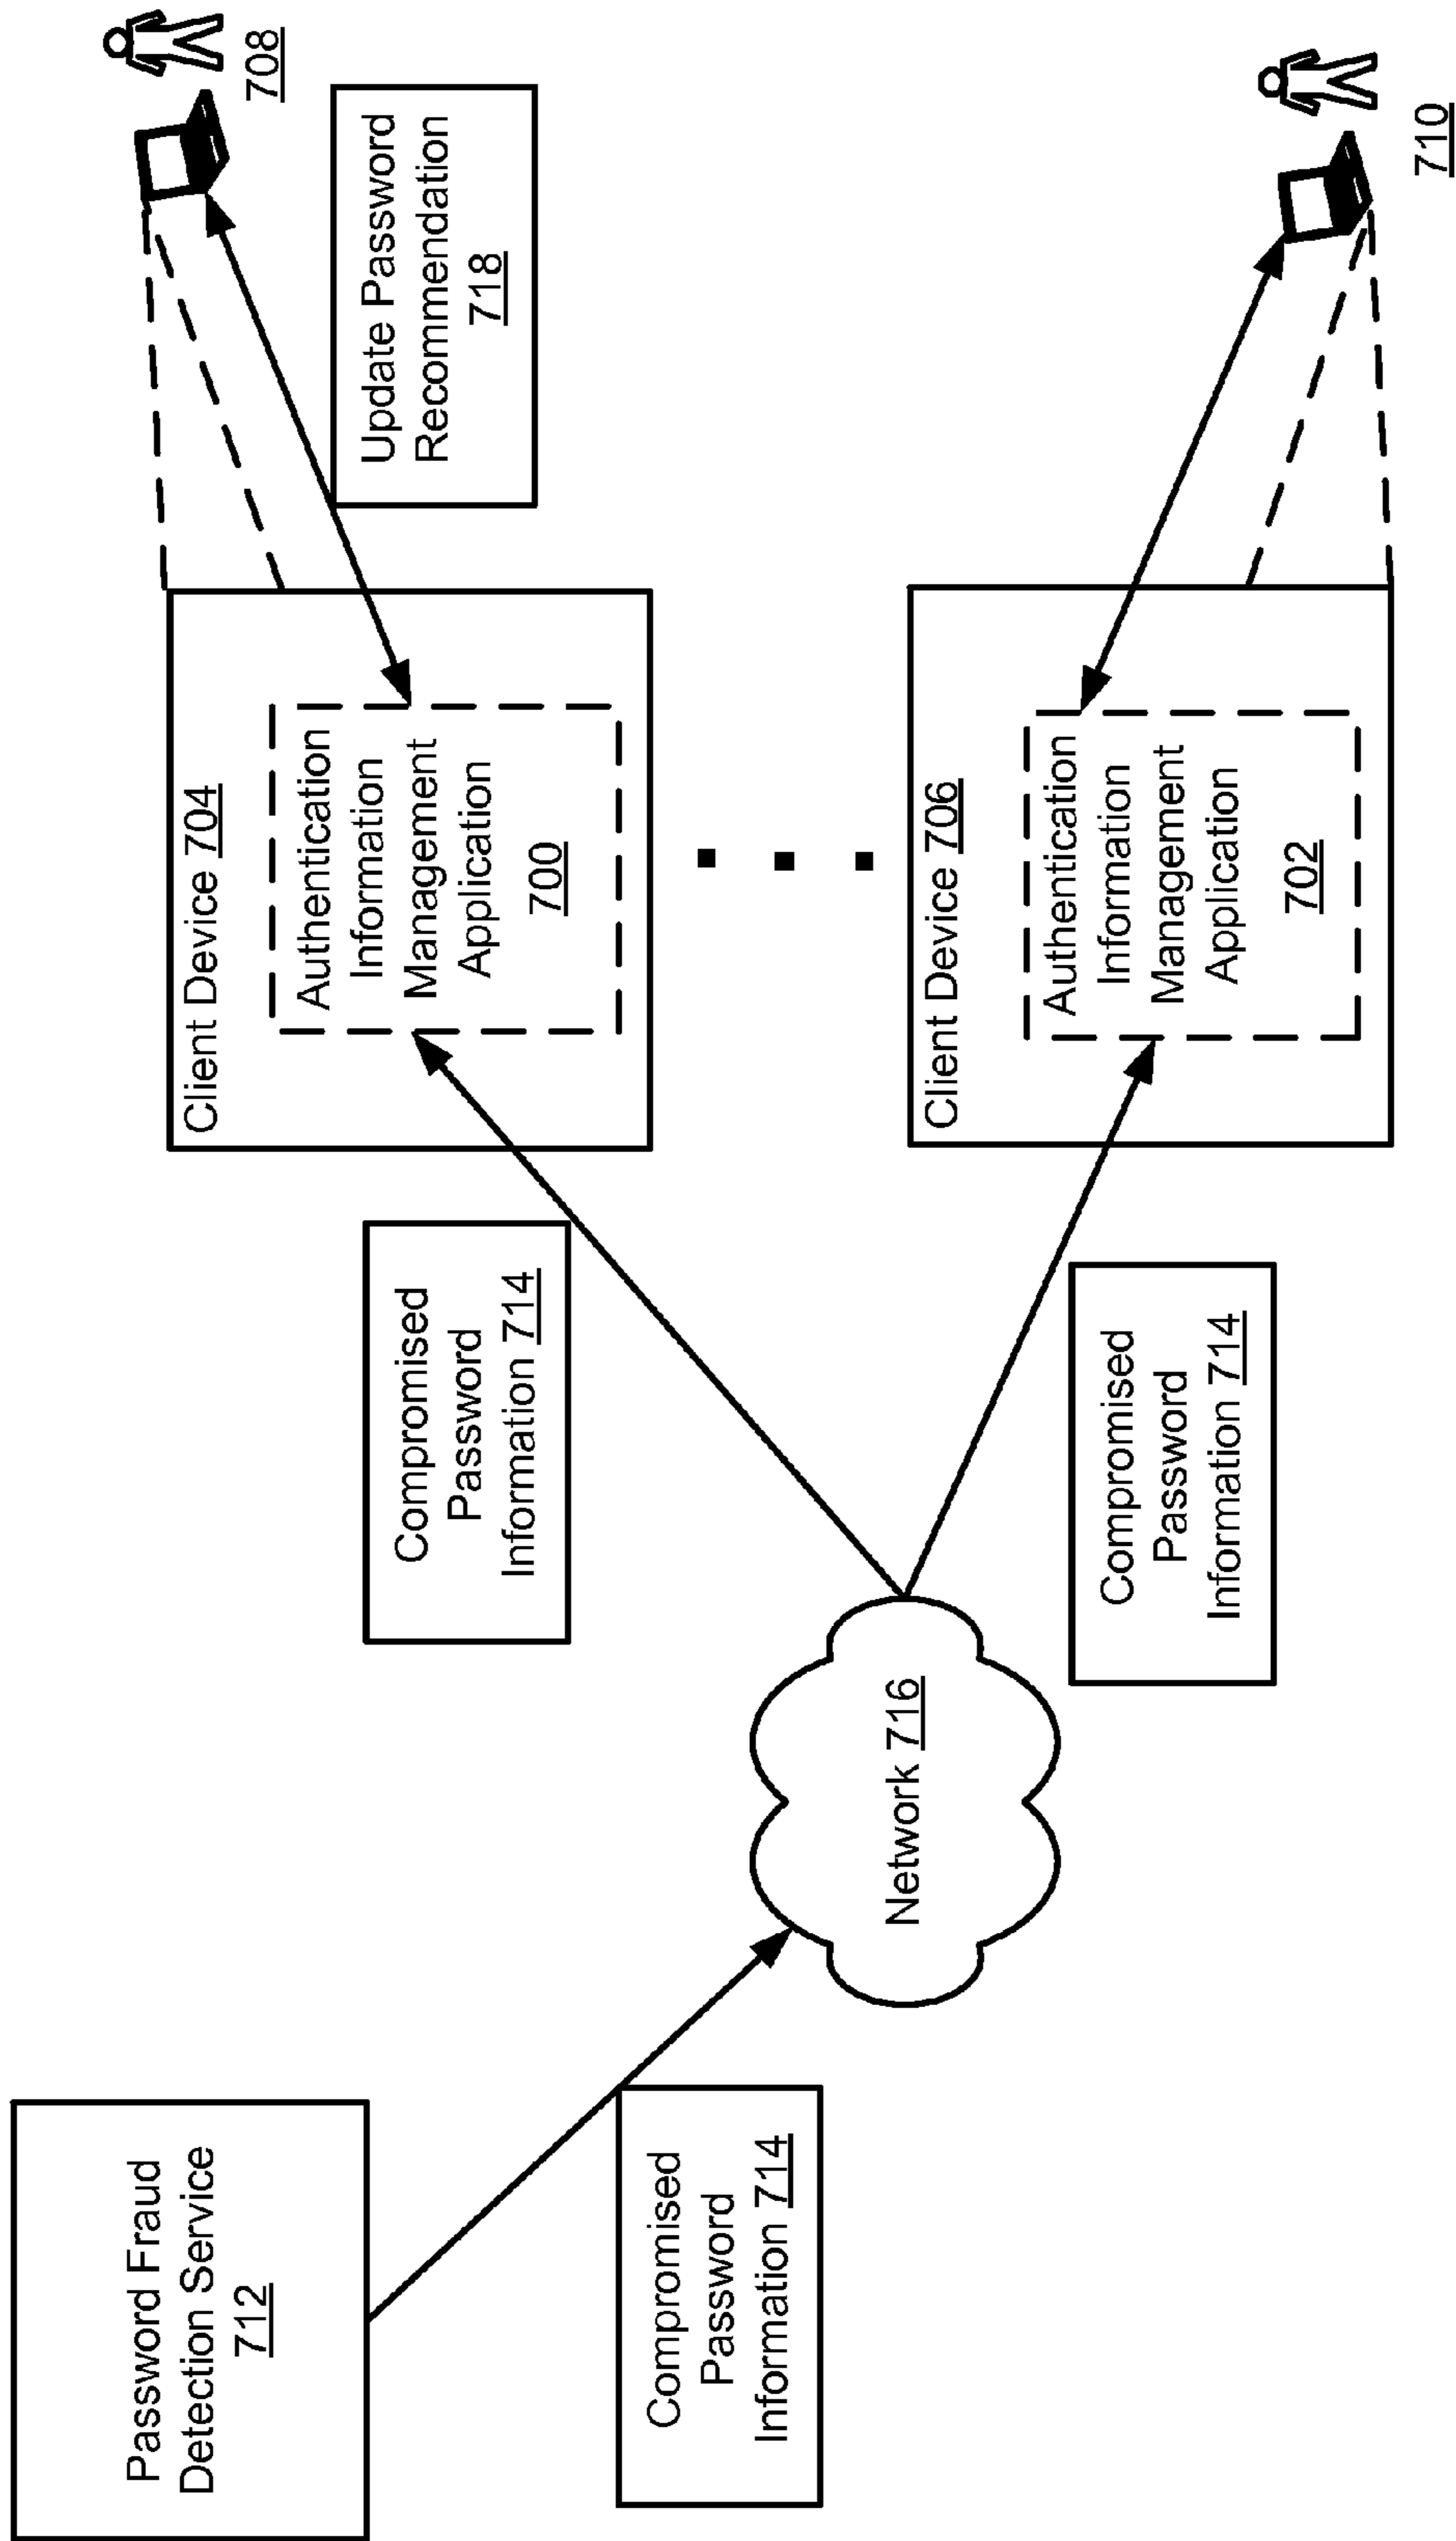 Password Fraud
Detection Service
712
Compromised
Password
Information 714
Network 716
Compromised
Password
Information 714
Compromised
Password
Information 714
Client Device 704
Authentication
Information
Management
Application
700
Client Device 706
Authentication
Information
Management
Application
702
Update Password
Recommendation
718
708
710